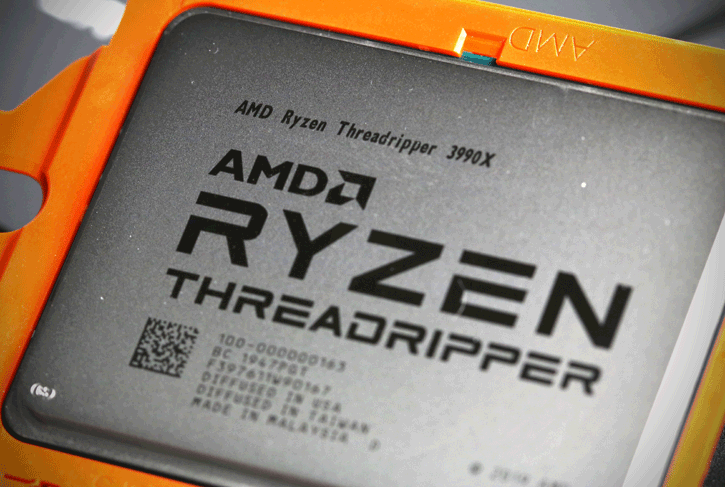 AMD
AMD Ryzen Threadripper 3990X
AMD
RYZEN
THREADRIPPER
100-000000163
BC 1947PGT
F397611W90167
DIFFUSED IN USA
DIFFUSED IN TAIWAN
MADE IN MALAYSIA